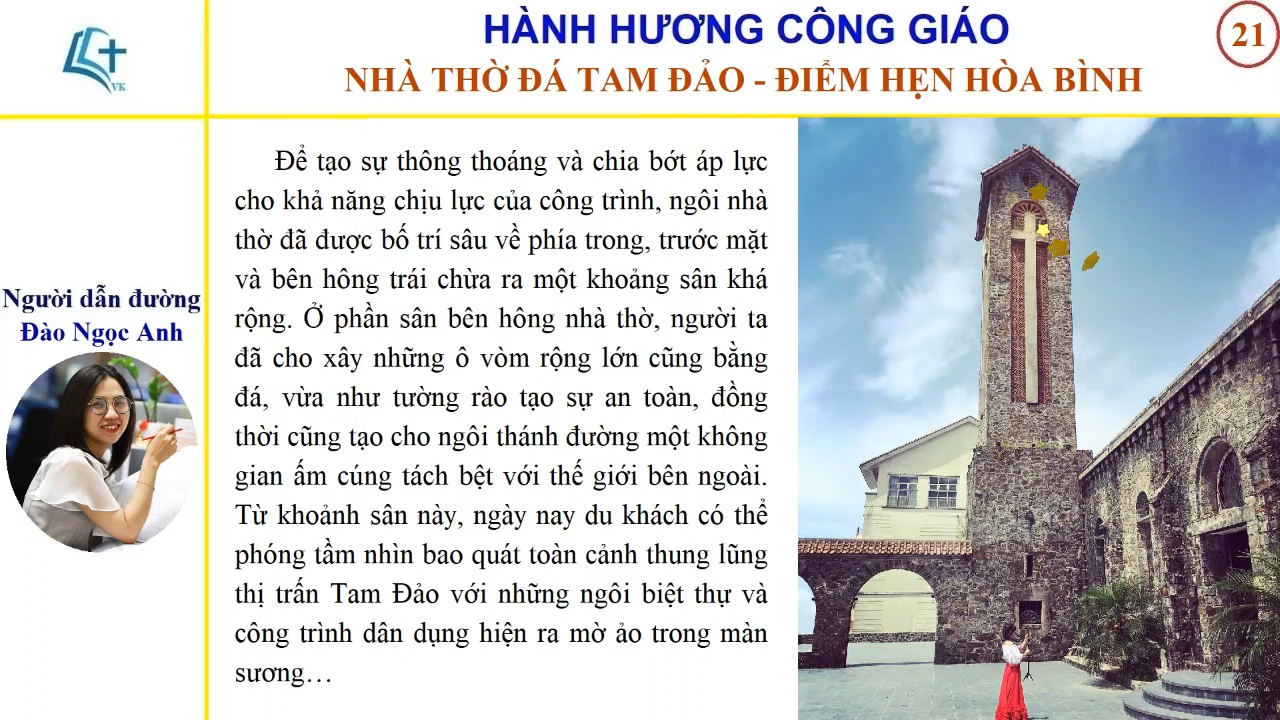 HÀNH HƯƠNG CÔNG GIÁO
21
NHÀ THỜ ĐÁ TAM ĐẢO - ĐIỂM HẸN HÒA BÌNH
VK
Người dẫn đường
Đào Ngọc Anh
Để tạo sự thông thoáng và chia bớt áp lực
cho khả năng chịu lực của công trình, ngôi nhà
thờ đã được bố trí sâu về phía trong, trước mặt
và bên hông trái chừa ra một khoảng sân khá
rộng. Ở phần sân bên hông nhà thờ, người ta
đã cho xây những ô vòm rộng lớn cũng bằng
đá, vừa như tường rào tạo sự an toàn, đồng
thời cũng tạo cho ngôi thánh đường một không
gian ấm cúng tách bệt với thế giới bên ngoài.
Từ khoảnh sân này, ngày nay du khách có thể
phóng tầm nhìn bao quát toàn cảnh thung lũng
thị trấn Tam Đảo với những ngôi biệt thự và
công trình dân dụng hiện ra mờ ảo trong màn
sương…